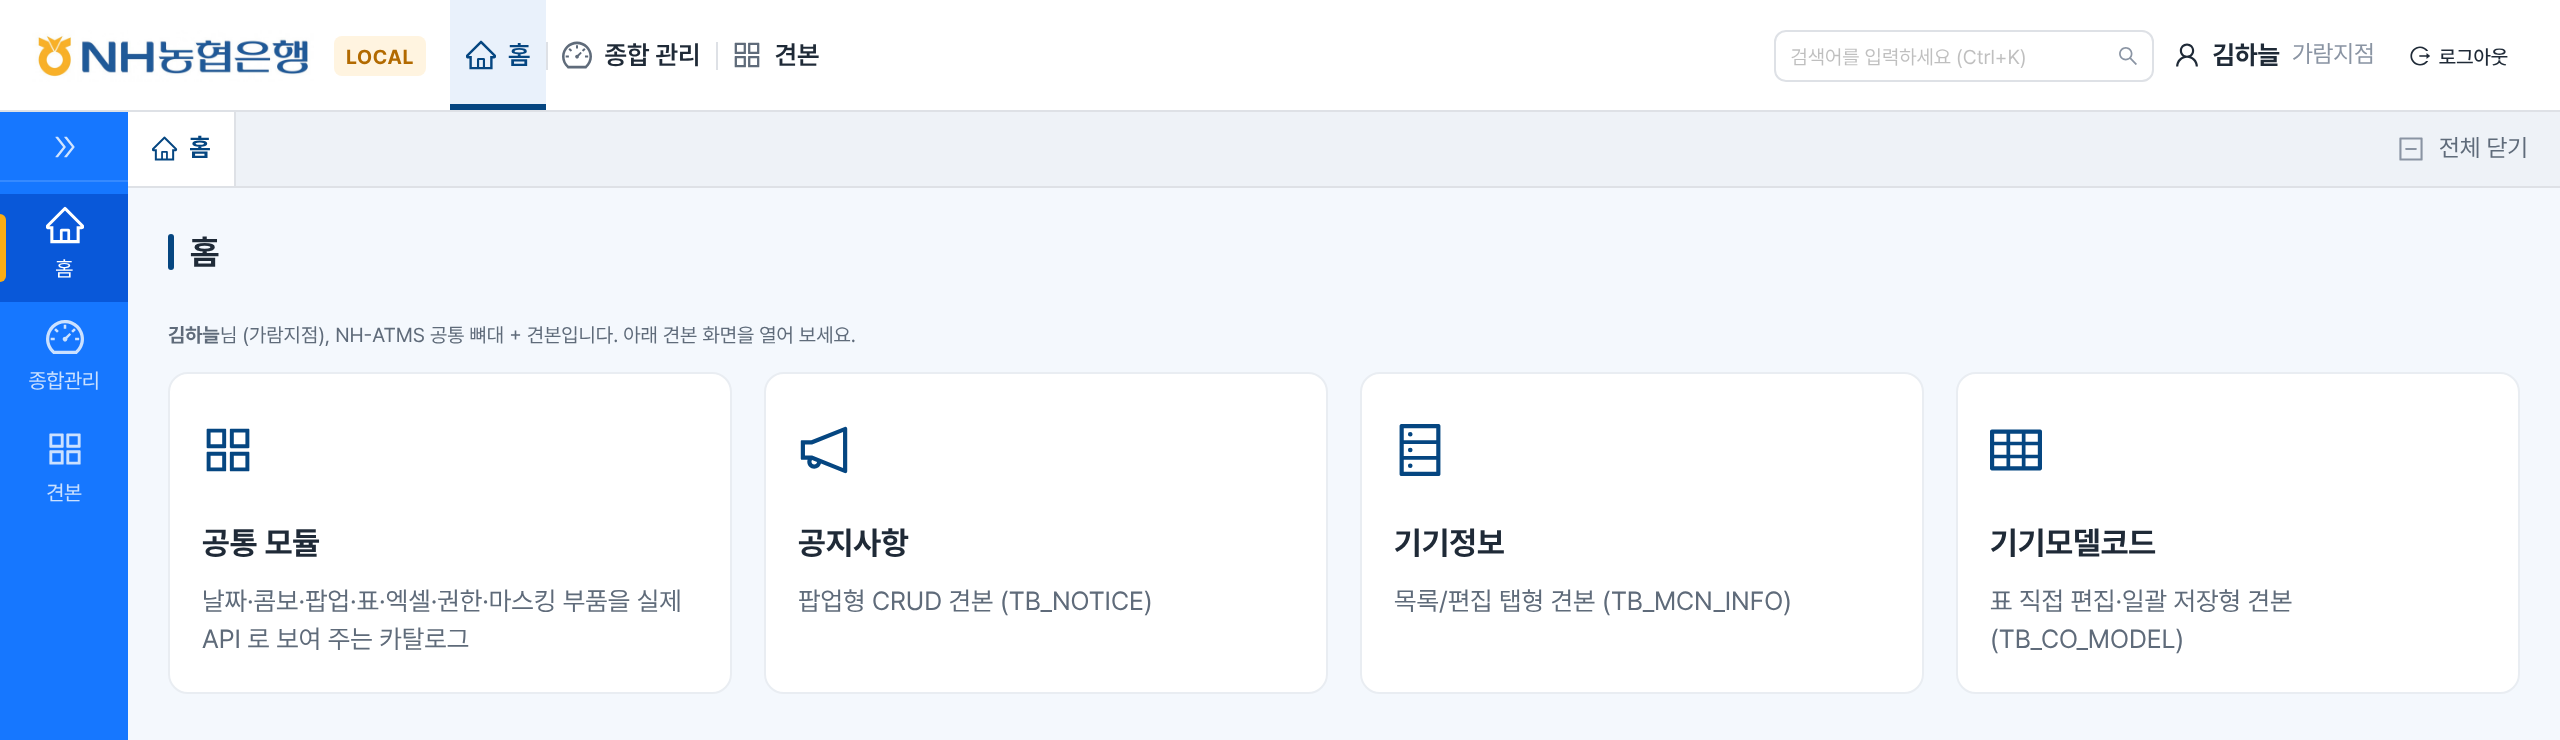 NH농협은행
LOCAL
홈
종합 관리
견본
검색어를 입력하세요 (Ctrl+K)
김하늘 가람지점
로그아웃
홈
전체 닫기
홈
종합관리
견본
홈
김하늘님 (가람지점), NH-ATMS 공통 뼈대 + 견본입니다. 아래 견본 화면을 열어 보세요.
공통 모듈
날짜·콤보·팝업·표·엑셀·권한·마스킹 부품을 실제
API 로 보여 주는 카탈로그
공지사항
팝업형 CRUD 견본 (TB_NOTICE)
기기정보
목록/편집 탭형 견본 (TB_MCN_INFO)
기기모델코드
표 직접 편집·일괄 저장형 견본
(TB_CO_MODEL)